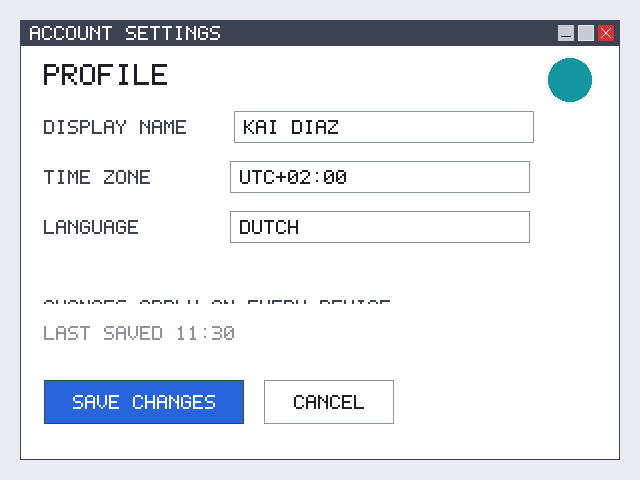 ACCOUNT SETTINGS
PROFILE
DISPLAY NAME KAI DIAZ
TIME ZONE UTC+02:00
LANGUAGE DUTCH
LAST SAVED 11:30
SAVE CHANGES CANCEL